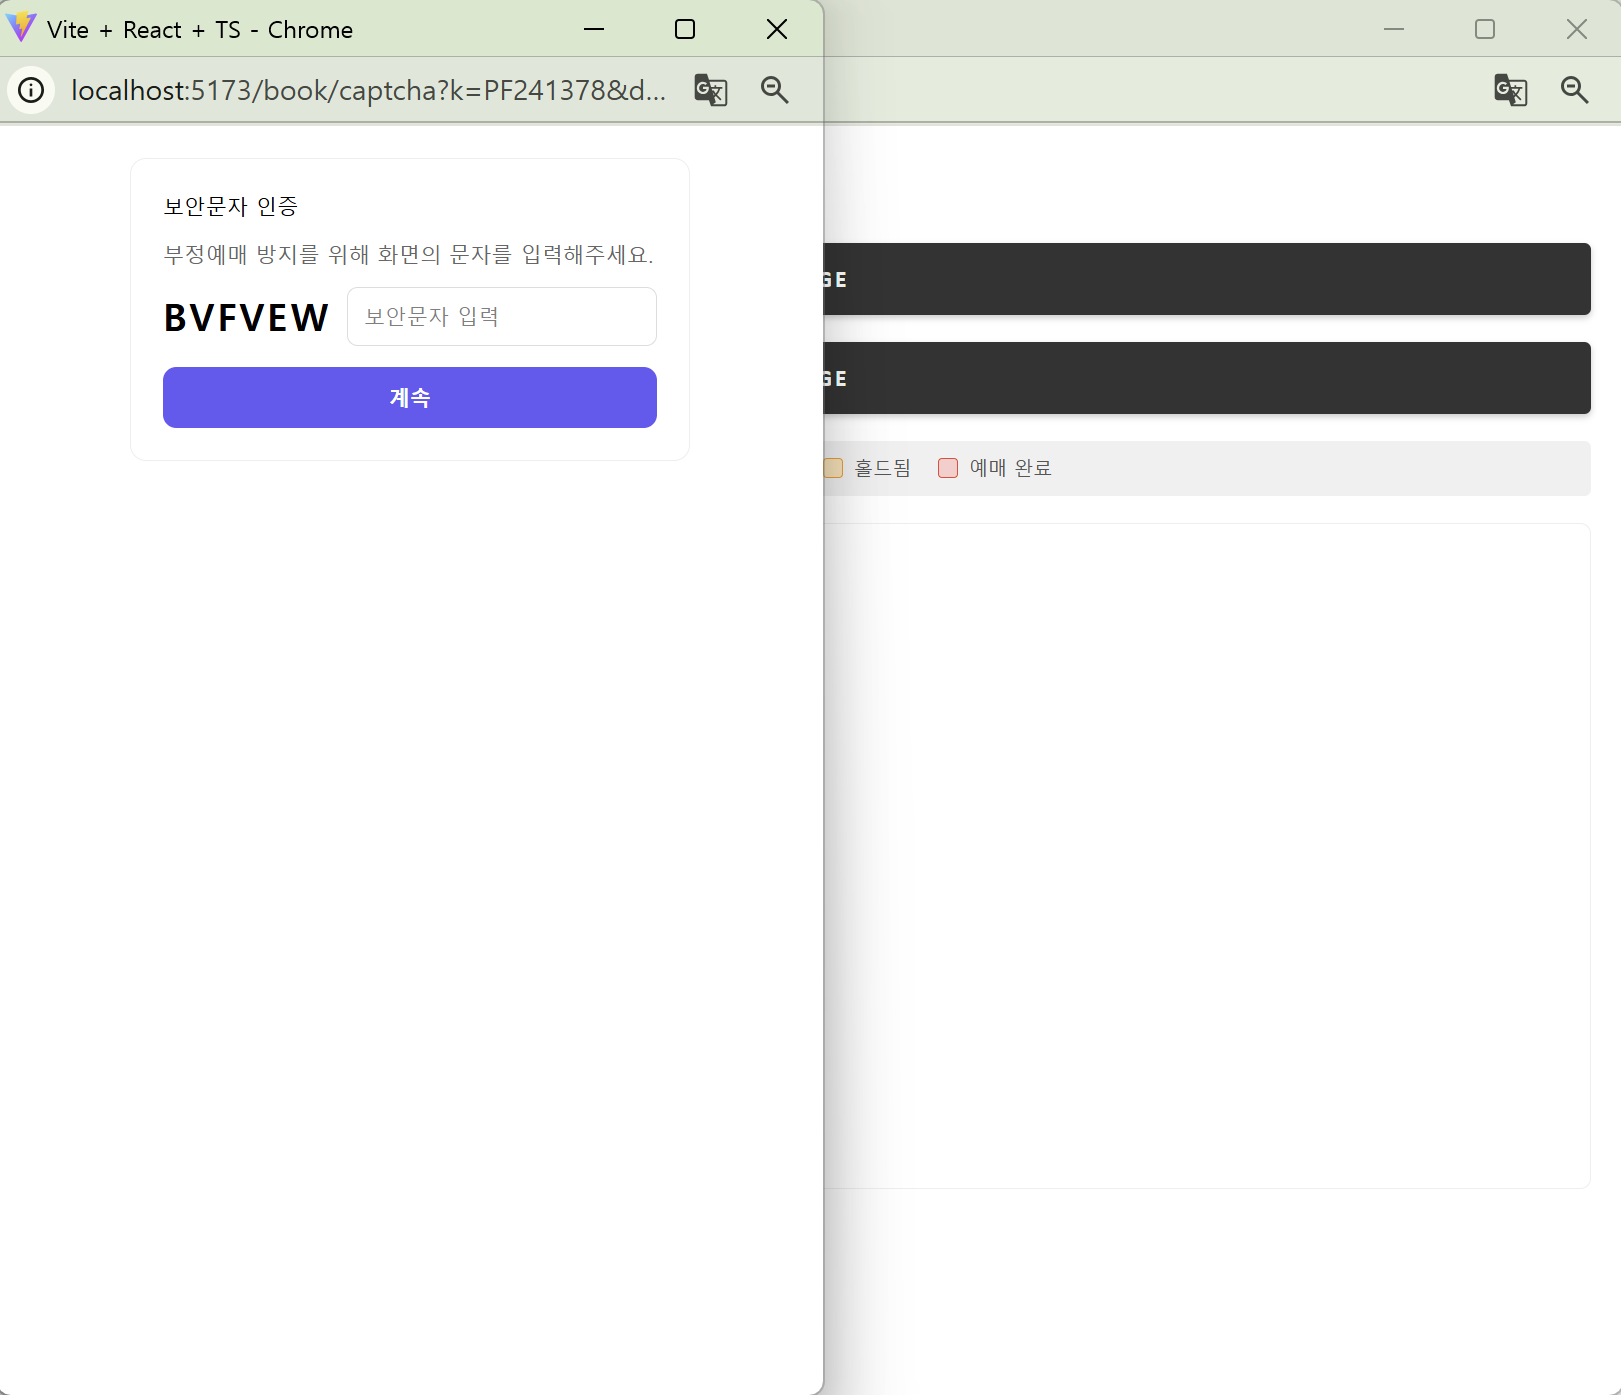 Vite + React + TS - Chrome
localhost:5173/book/captcha?k=PF241378&d...
보안문자 인증
부정예매 방지를 위해 화면의 문자를 입력해주세요.
BVFVEW
보안문자 입력
계속
GE
GE
홀드됨
예매 완료